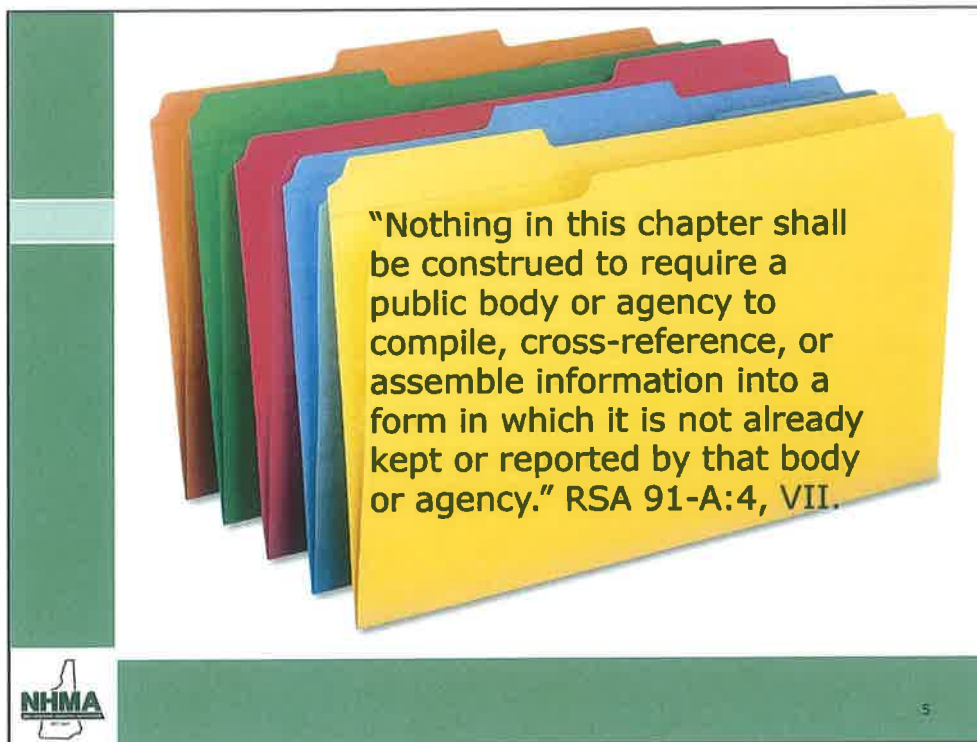 “Nothing in this chapter shall
be construed to require a
public body or agency to
compile, cross-reference, or
assemble information into a
form in which it is not already
kept or reported by that body
or agency.” RSA 91-A:4, VII.
NHMA
5